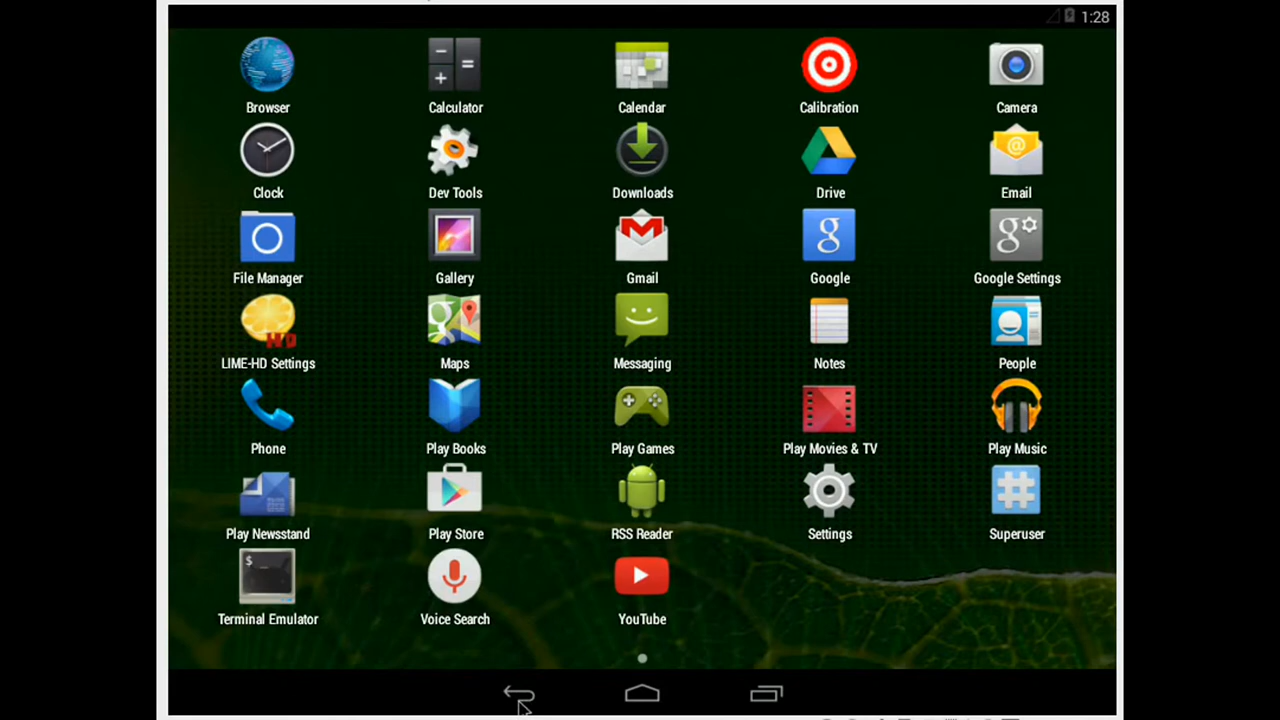 1:28
Browser
Calculator
Calendar
Calibration
Camera
Clock
Dev Tools
Downloads
Drive
Email
File Manager
Gallery
Gmail
Google
Google Settings
LIME-HD Settings
Maps
Messaging
Notes
People
Phone
Play Books
Play Games
Play Movies & TV
Play Music
Play Newsstand
Play Store
RSS Reader
Settings
Superuser
Terminal Emulator
Voice Search
YouTube